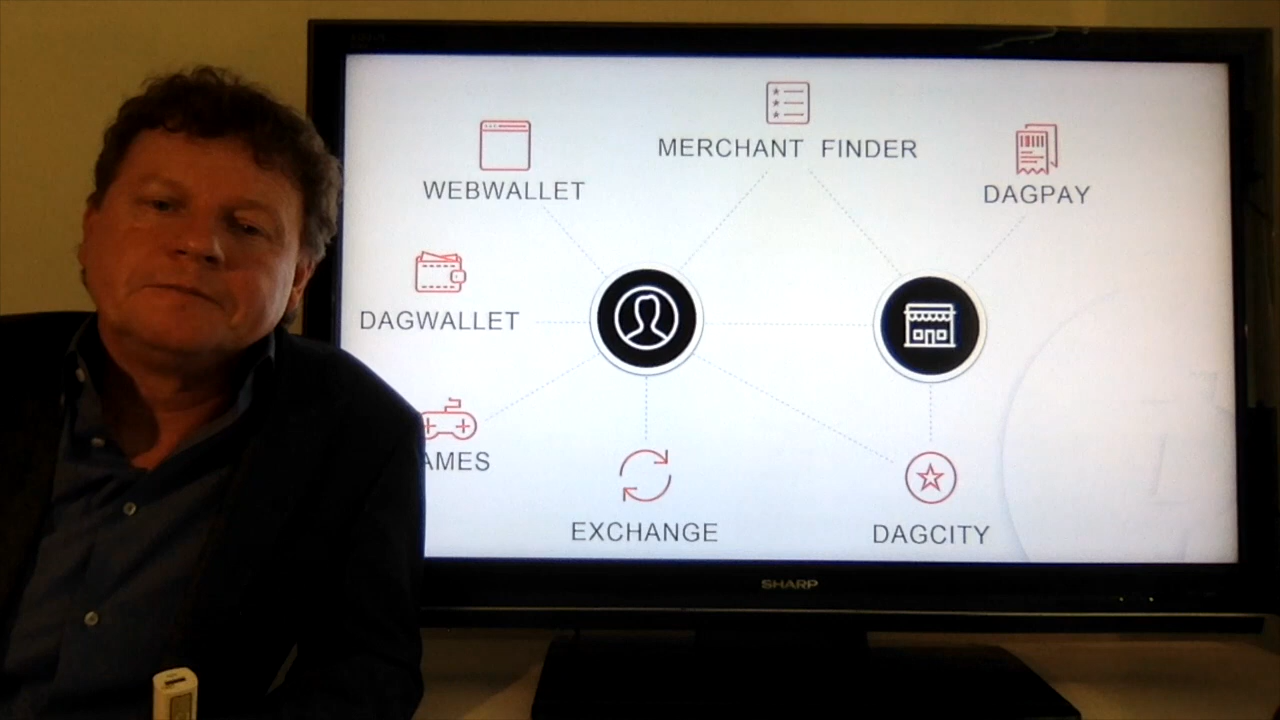 MERCHANT FINDER
WEBWALLET
DAGPAY
DAGWALLET
AMES
EXCHANGE
DAGCITY
SHARP